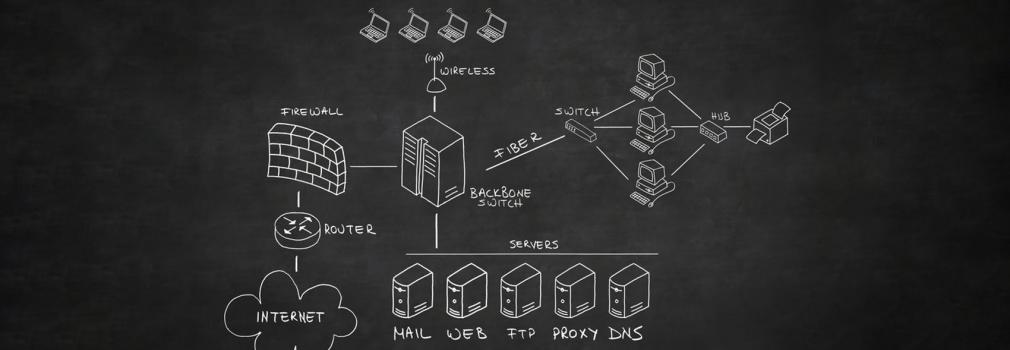 WIRELESS
FIREWALL
SWITCH
HUB
FIBER
BACKBONE
SWITCH
ROUTER
SERVERS
INTERNET
MAIL WEB FTP PROXY DNS